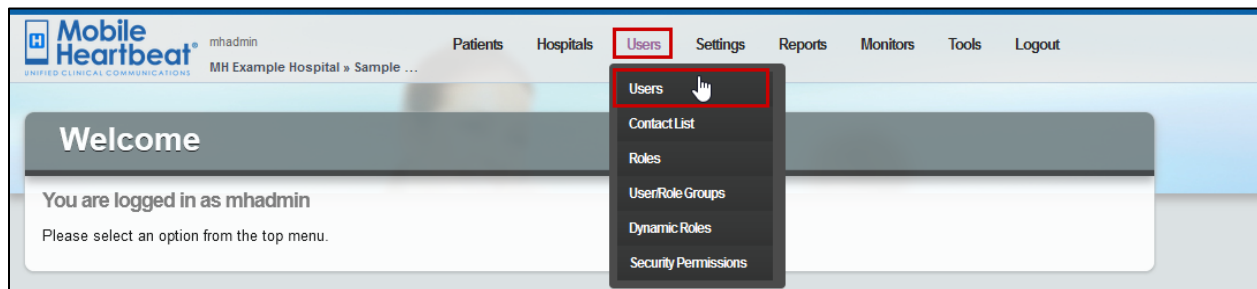 H Mobile Heartbeat®
UNIFIED CLINICAL COMMUNICATIONS
mhadmin
MH Example Hospital » Sample ...
Patients Hospitals Users Settings Reports Monitors Tools Logout
Users
Contact List
Roles
User/Role Groups
Dynamic Roles
Security Permissions
Welcome
You are logged in as mhadmin
Please select an option from the top menu.